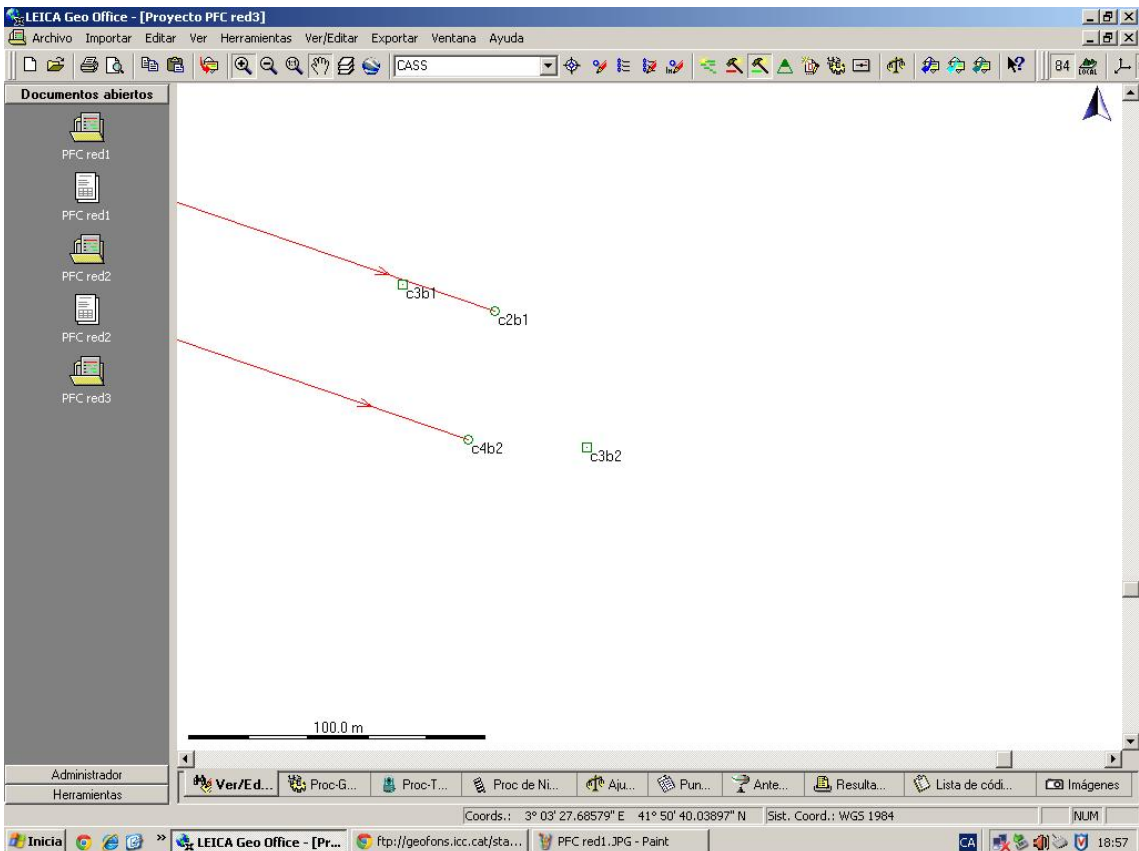 LEICA Geo Office - [Proyecto PFC red3]
Archivo Importar Editar Ver Herramientas Ver/Editar Exportar Ventana Ayuda
CASS
84
LOCAL
Documentos abiertos
PFC red1
PFC red1
PFC red2
PFC red2
PFC red3
c3b1
c2b1
c4b2
c3b2
100.0 m
Administrador
Herramientas
Ver/Ed... Proc-G... Proc-T... Proc de Ni... Aju... Pun... Ante... Resulta... Lista de códi... Imágenes
Coords.: 3° 03' 27.68579" E 41° 50' 40.03897" N Sist. Coord.: WGS 1984 NUM
Inicia » LEICA Geo Office - [Pr... ftp://geofons.icc.cat/sta... PFC red1.JPG - Paint CA 18:57